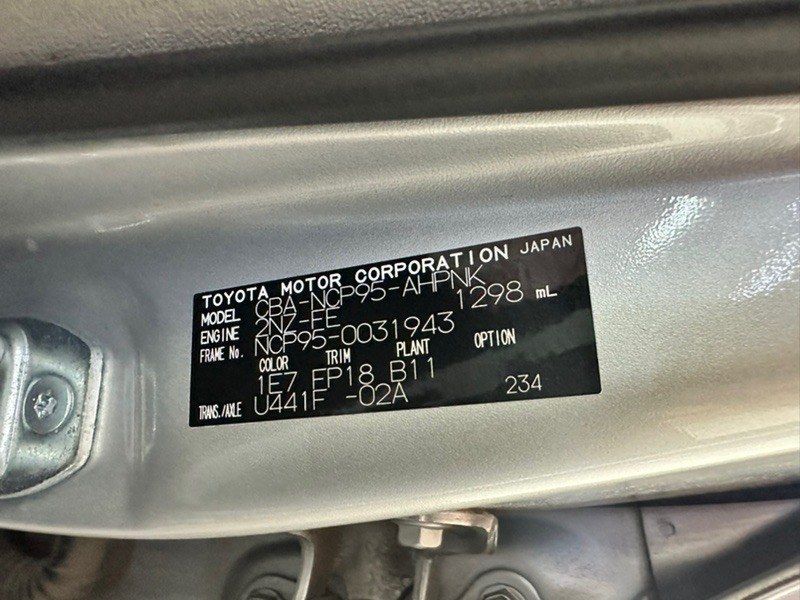 TOYOTA MOTOR CORPORATION JAPAN
MODEL CBA-NCP95-AHPNK
ENGINE 2NZ-FE 1298 mL
FRAME No. NCP95-0031943
COLOR TRIM PLANT OPTION
1E7 FP18 B11
TRANS./AXLE U441F -02A 234